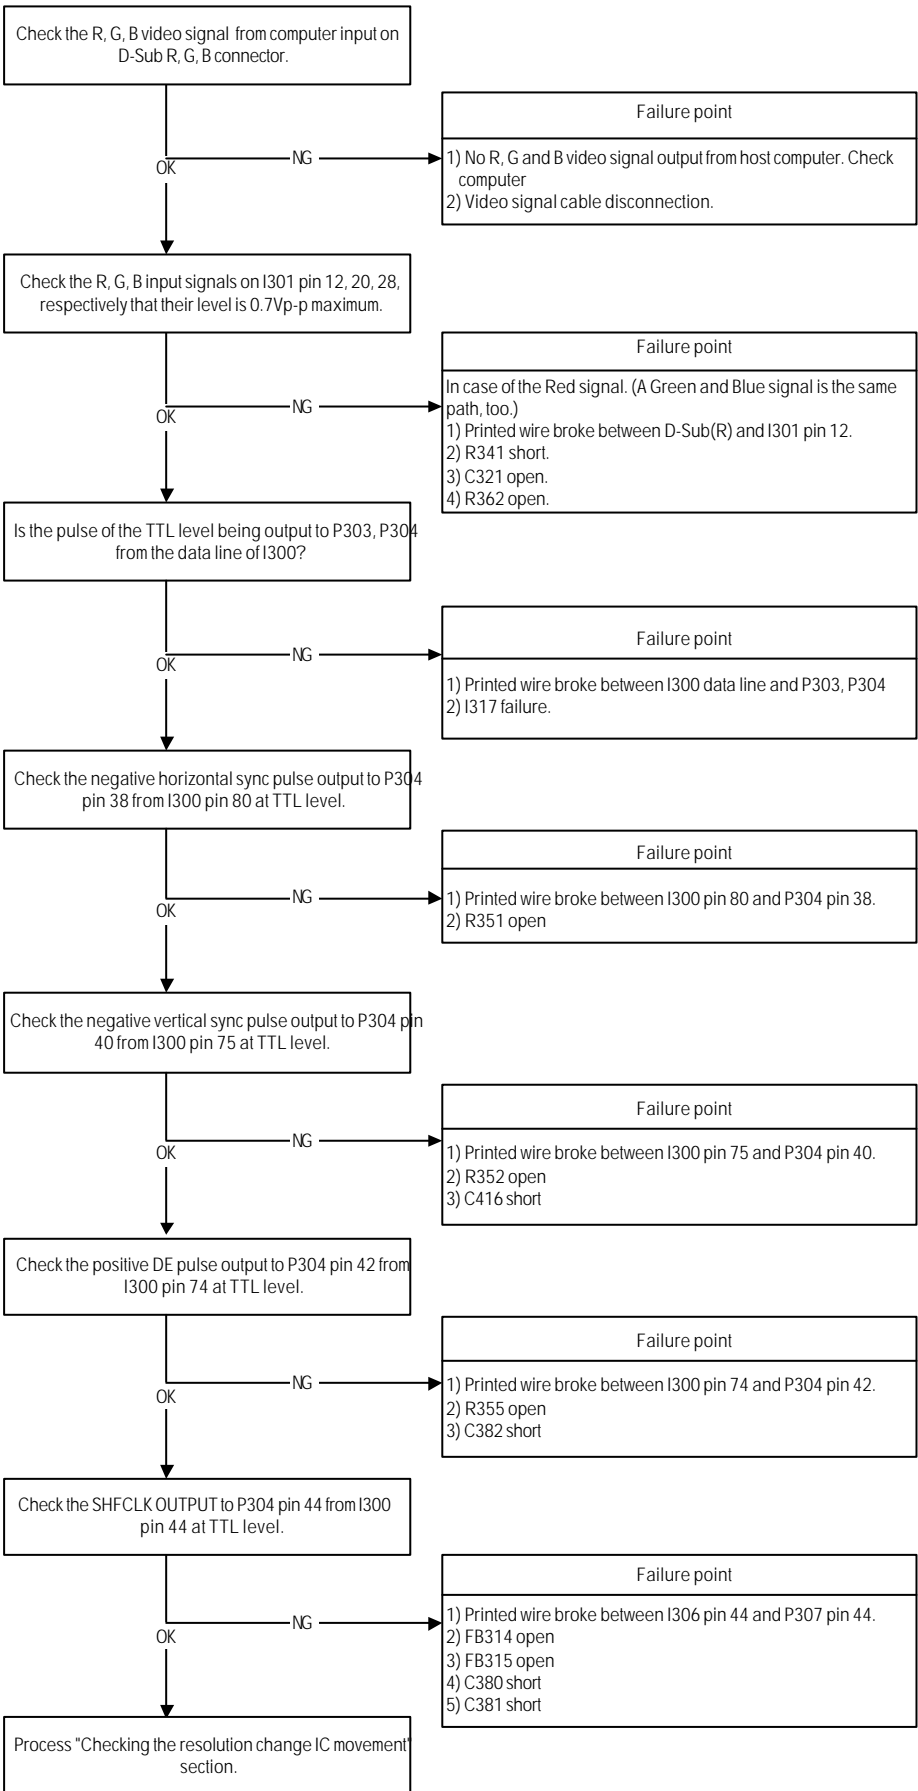 Check the R, G, B video signal from computer input on
D-Sub R, G, B connector.
Failure point
NG
1) No R, G and B video signal output from host computer. Check
computer
2) Video signal cable disconnection.
OK
Check the R, G, B input signals on I301 pin 12, 20, 28,
respectively that their level is 0.7Vp-p maximum.
Failure point
In case of the Red signal. (A Green and Blue signal is the same
path, too.)
NG
OK
1) Printed wire broke between D-Sub(R) and I301 pin 12.
2) R341 short.
3) C321 open.
4) R362 open.
Is the pulse of the TTL level being output to P303, P304
from the data line of I300?
Failure point
NG
OK
1) Printed wire broke between I300 data line and P303, P304
2) I317 failure.
Check the negative horizontal sync pulse output to P304
pin 38 from I300 pin 80 at TTL level.
Failure point
NG
1) Printed wire broke between I300 pin 80 and P304 pin 38.
OK
2) R351 open
Check the negative vertical sync pulse output to P304 pin
40 from I300 pin 75 at TTL level.
Failure point
NG
1) Printed wire broke between I300 pin 75 and P304 pin 40.
OK
2) R352 open
3) C416 short
Check the positive DE pulse output to P304 pin 42 from
I300 pin 74 at TTL level.
Failure point
NG
1) Printed wire broke between I300 pin 74 and P304 pin 42.
OK
2) R355 open
3) C382 short
Check the SHFCLK OUTPUT to P304 pin 44 from I300
pin 44 at TTL level.
Failure point
NG
1) Printed wire broke between I306 pin 44 and P307 pin 44.
OK
2) FB314 open
3) FB315 open
4) C380 short
5) C381 short
Process "Checking the resolution change IC movement"
section.